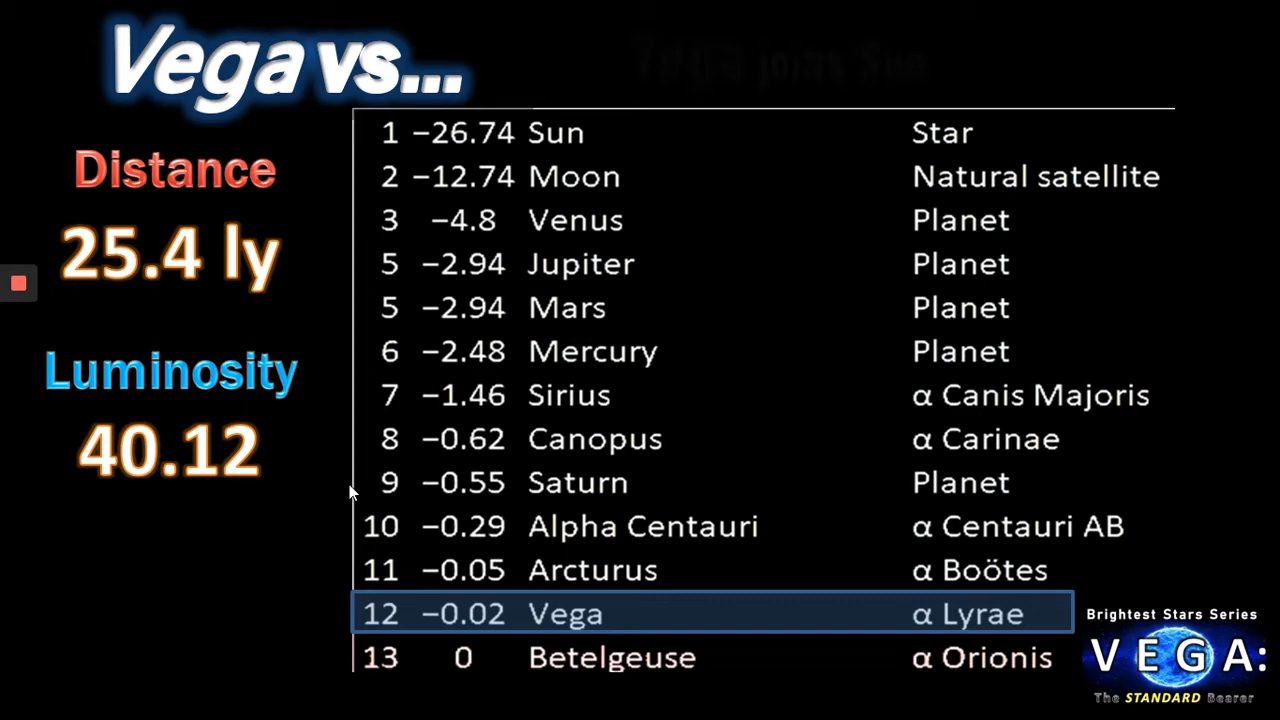 Vega vs...
Vega joins Sun
Distance
25.4 ly
Luminosity
40.12
1 −26.74 Sun Star
2 −12.74 Moon Natural satellite
3 −4.8 Venus Planet
5 −2.94 Jupiter Planet
5 −2.94 Mars Planet
6 −2.48 Mercury Planet
7 −1.46 Sirius α Canis Majoris
8 −0.62 Canopus α Carinae
9 −0.55 Saturn Planet
10 −0.29 Alpha Centauri α Centauri AB
11 −0.05 Arcturus α Boötes
12 −0.02 Vega α Lyrae
13 0 Betelgeuse α Orionis
Brightest Stars Series
VEGA:
The STANDARD Bearer